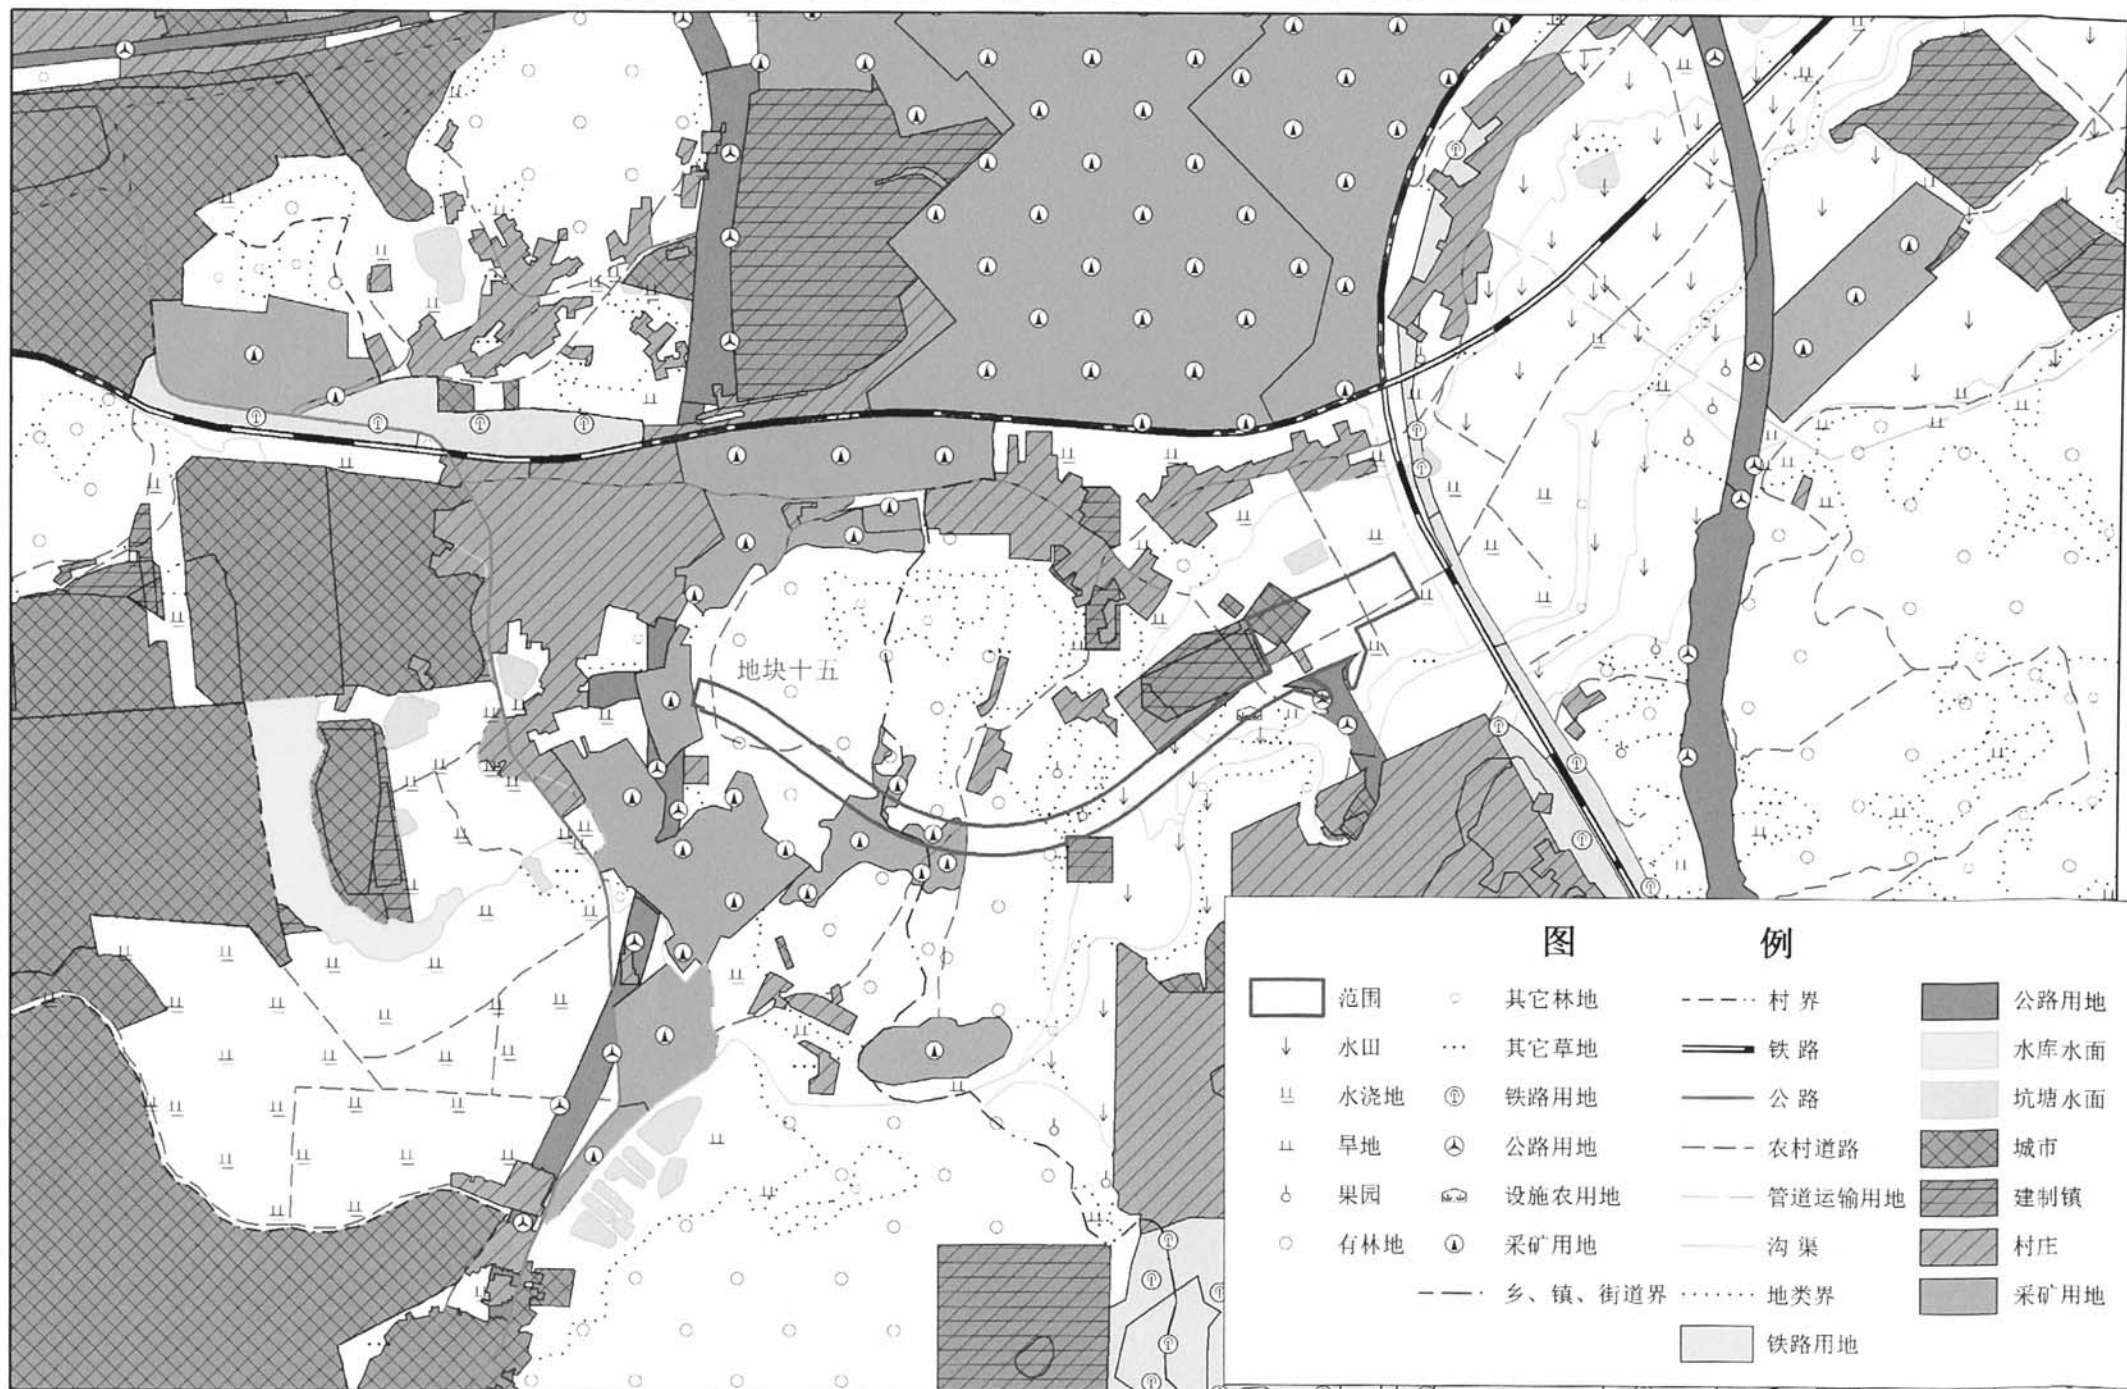 地块十五
图 例
范围 其它林地 村界 公路用地
水田 其它草地 铁路 水库水面
水浇地 铁路用地 公路 坑塘水面
旱地 公路用地 农村道路 城市
果园 设施农用地 管道运输用地 建制镇
有林地 采矿用地 沟渠 村庄
乡、镇、街道界 地类界 采矿用地
铁路用地